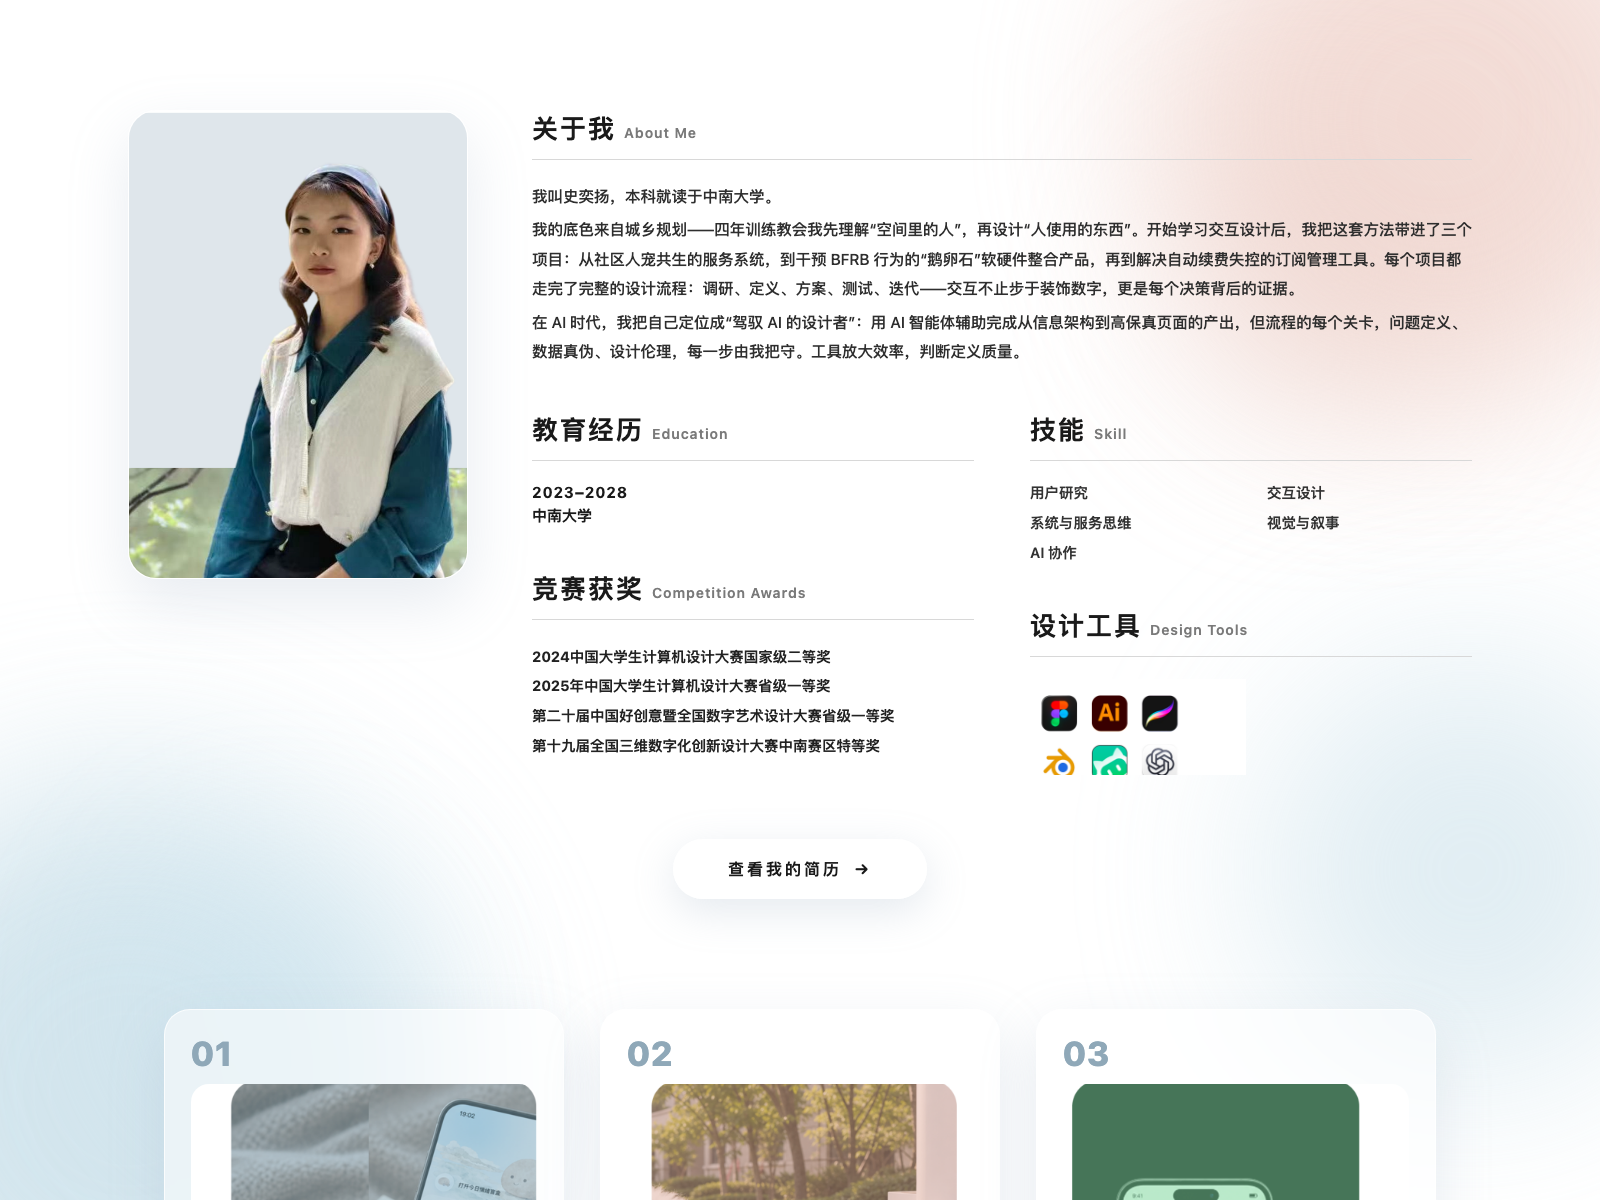 关于我 About Me
我叫史奕扬，本科就读于中南大学。
我的底色来自城乡规划——四年训练教会我先理解“空间里的人”，再设计“人使用的东西”。开始学习交互设计后，我把这套方法带进了三个
项目：从社区人宠共生的服务系统，到干预 BFRB 行为的“鹅卵石”软硬件整合产品，再到解决自动续费失控的订阅管理工具。每个项目都
走完了完整的设计流程：调研、定义、方案、测试、迭代——交互不止步于装饰数字，更是每个决策背后的证据。
在 AI 时代，我把自己定位成“驾驭 AI 的设计者”：用 AI 智能体辅助完成从信息架构到高保真页面的产出，但流程的每个关卡，问题定义、
数据真伪、设计伦理，每一步由我把守。工具放大效率，判断定义质量。
教育经历 Education
2023–2028
中南大学
竞赛获奖 Competition Awards
2024中国大学生计算机设计大赛国家级二等奖
2025年中国大学生计算机设计大赛省级一等奖
第二十届中国好创意暨全国数字艺术设计大赛省级一等奖
第十九届全国三维数字化创新设计大赛中南赛区特等奖
技能 Skill
用户研究 交互设计
系统与服务思维 视觉与叙事
AI 协作
设计工具 Design Tools
Ai
查看我的简历 →
01
19:02
打开今日情绪答案
02
03
9:41